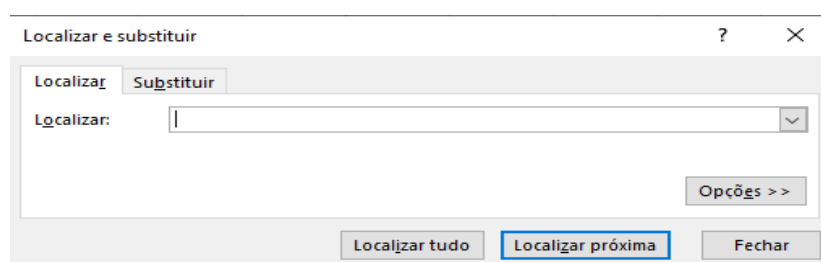 Localizar e substituir ?
Localizar Substituir
Localizar:
Opções >>
Localizar tudo Localizar próxima Fechar